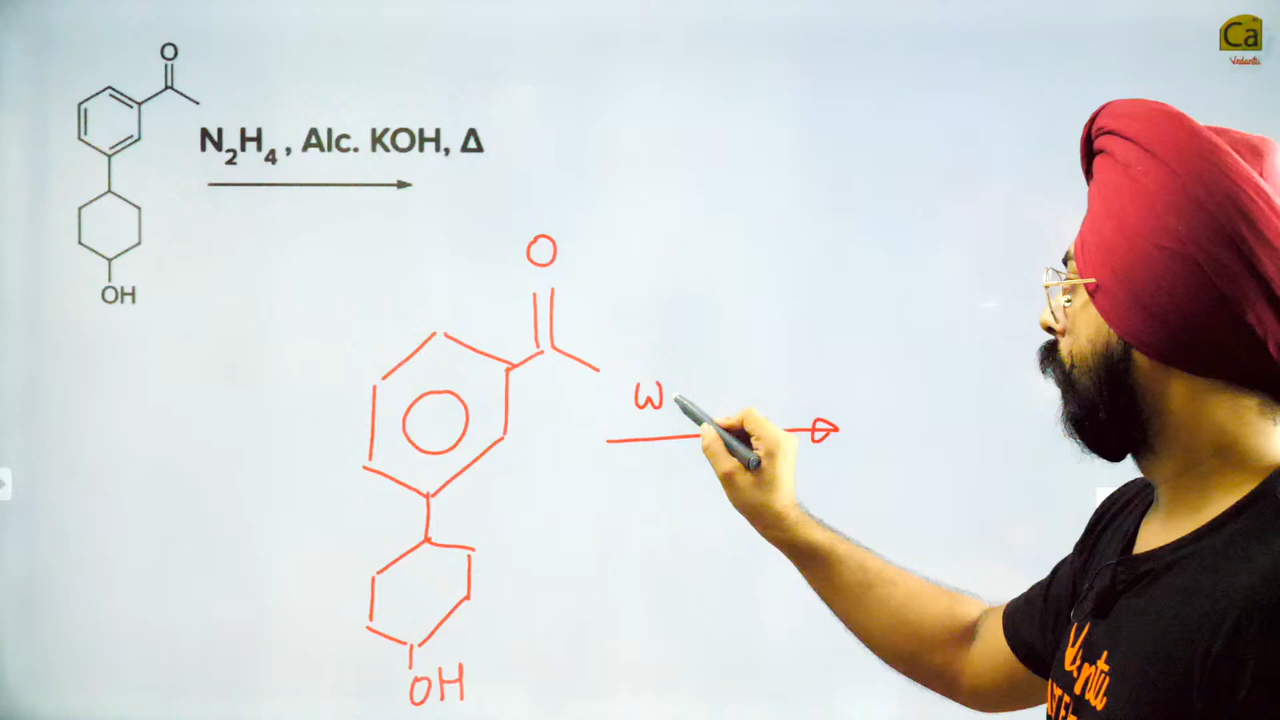 Ca
Vedantu
O
N₂H₄, Alc. KOH, Δ
OH
O
W
OH